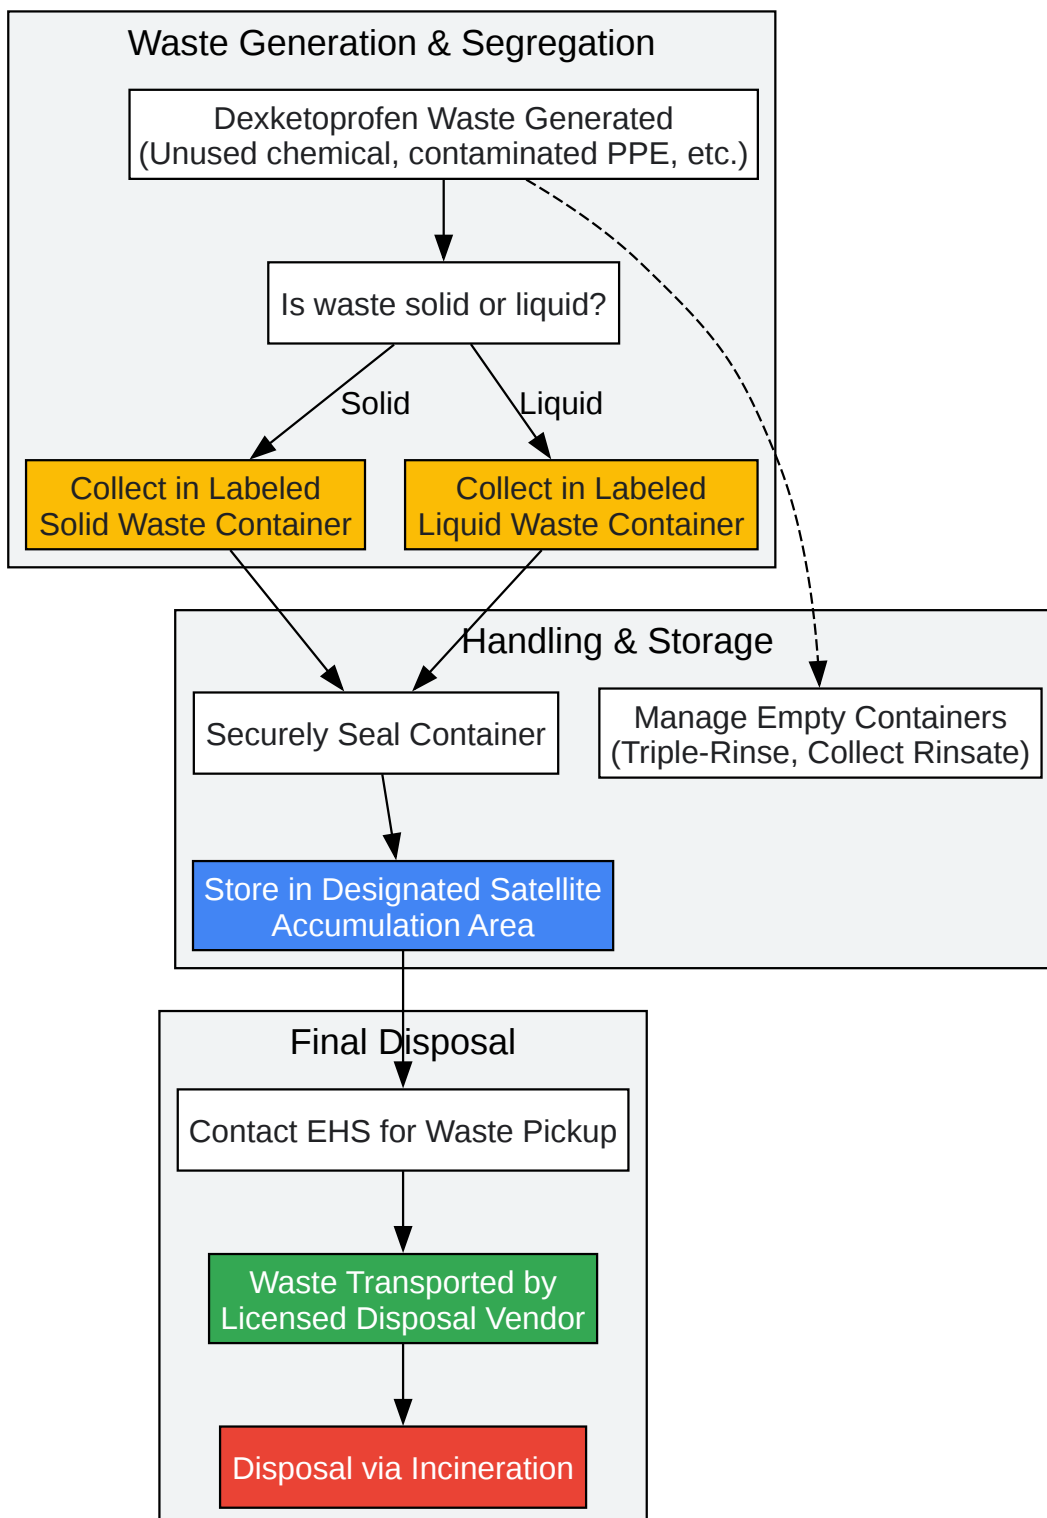 Waste Generation & Segregation
Dexketoprofen Waste Generated
(Unused chemical, contaminated PPE, etc.)
Is waste solid or liquid?
Solid
Liquid
Collect in Labeled
Solid Waste Container
Collect in Labeled
Liquid Waste Container
Handling & Storage
Securely Seal Container
Manage Empty Containers
(Triple-Rinse, Collect Rinsate)
Store in Designated Satellite
Accumulation Area
Final Disposal
Contact EHS for Waste Pickup
Waste Transported by
Licensed Disposal Vendor
Disposal via Incineration